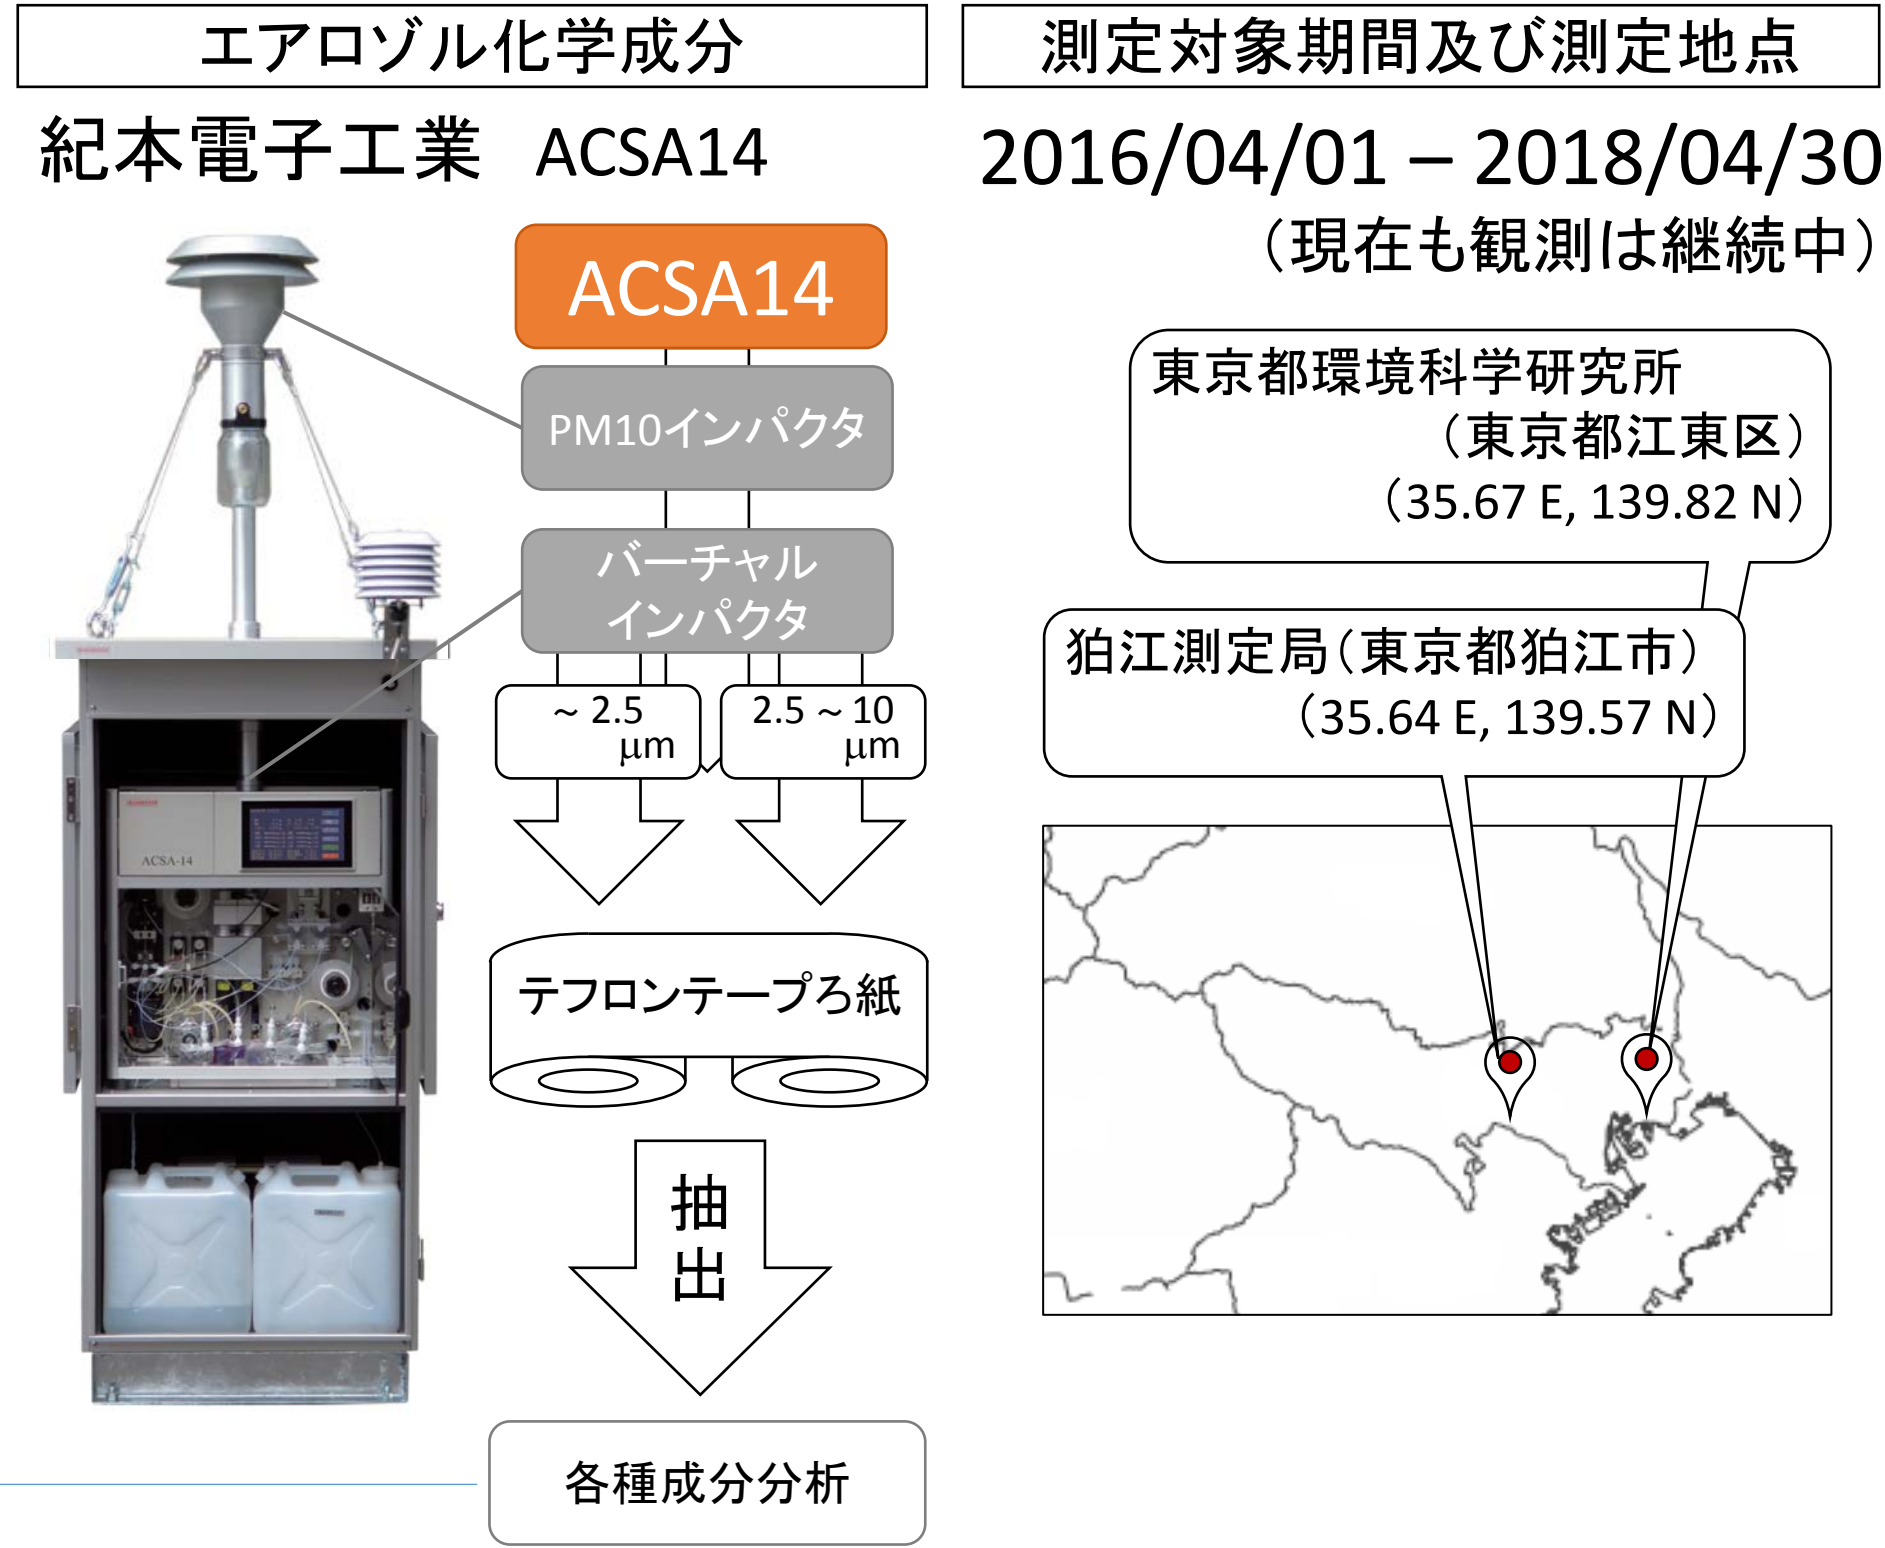 エアロゾル化学成分
紀本電子工業 ACSA14
ACSA14
PM10インパクタ
バーチャル
インパクタ
~ 2.5
μm
2.5 ~ 10
μm
テフロンテープろ紙
抽
出
各種成分分析
ACSA-14
測定対象期間及び測定地点
2016/04/01 – 2018/04/30
（現在も観測は継続中）
東京都環境科学研究所
（東京都江東区）
（35.67 E, 139.82 N）
狛江測定局（東京都狛江市）
（35.64 E, 139.57 N）